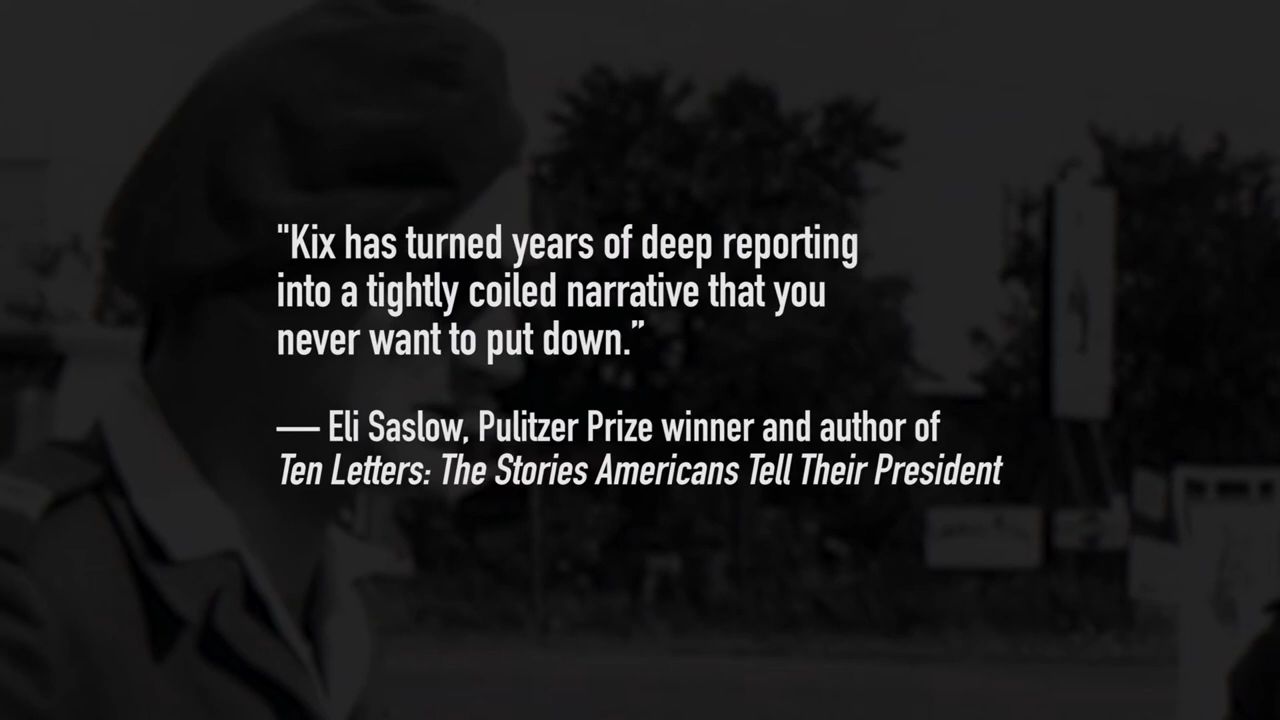 "Kix has turned years of deep reporting
into a tightly coiled narrative that you
never want to put down.”
— Eli Saslow, Pulitzer Prize winner and author of
Ten Letters: The Stories Americans Tell Their President